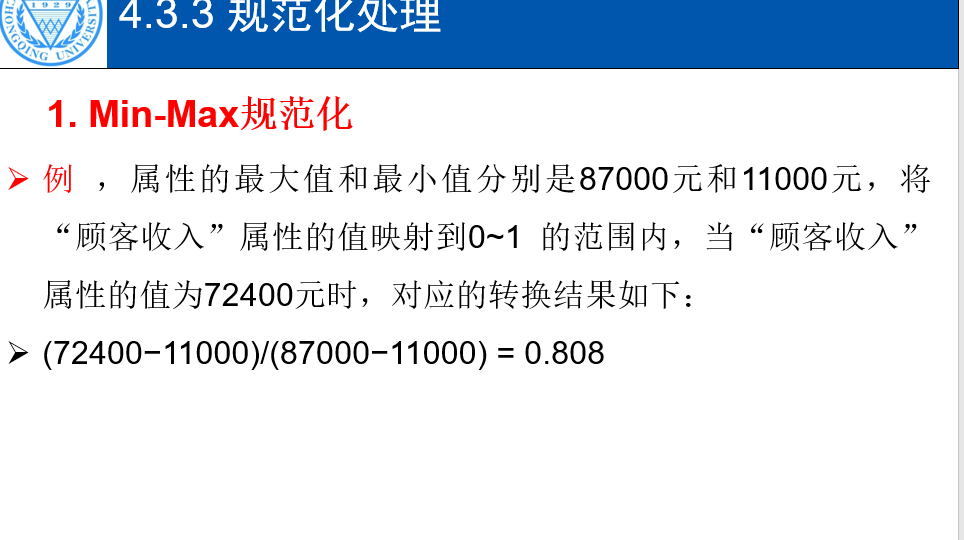 1929
CHONGQING UNIVERSITY
4.3.3 规范化处理
1. Min-Max规范化
➢ 例 ，属性的最大值和最小值分别是87000元和11000元，将
“顾客收入”属性的值映射到0~1 的范围内，当“顾客收入”
属性的值为72400元时，对应的转换结果如下：
➢ (72400−11000)/(87000−11000) = 0.808